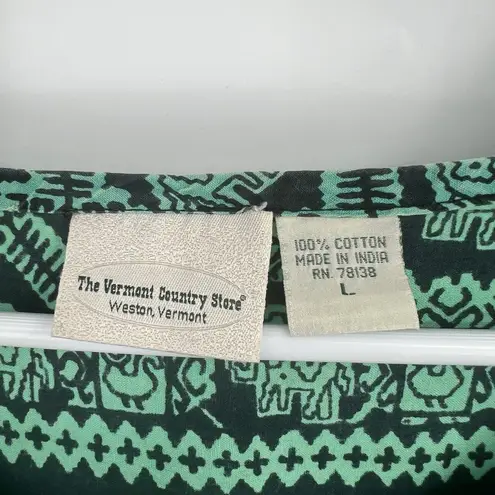 The Vermont Country Store®
Weston, Vermont
100% COTTON
MADE IN INDIA
RN. 78138
L